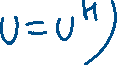 U = U^H)